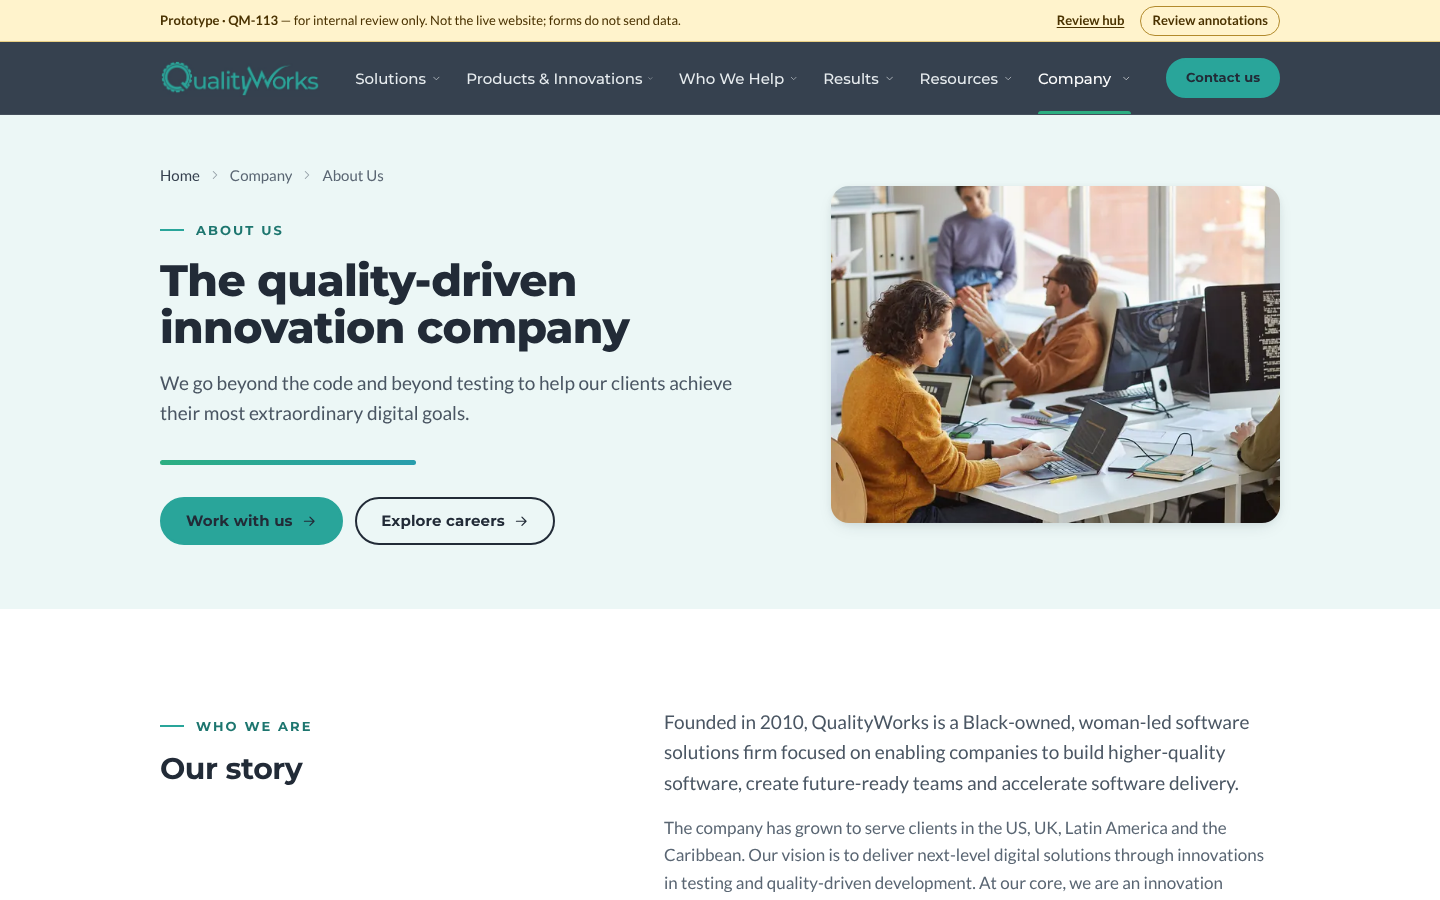 Prototype · QM-113 — for internal review only. Not the live website; forms do not send data.
Review hub
Review annotations
QualityWorks
Solutions
Products & Innovations
Who We Help
Results
Resources
Company
Contact us
Home
Company
About Us
ABOUT US
The quality-driven
innovation company
We go beyond the code and beyond testing to help our clients achieve
their most extraordinary digital goals.
Work with us →
Explore careers →
WHO WE ARE
Our story
Founded in 2010, QualityWorks is a Black-owned, woman-led software
solutions firm focused on enabling companies to build higher-quality
software, create future-ready teams and accelerate software delivery.
The company has grown to serve clients in the US, UK, Latin America and the
Caribbean. Our vision is to deliver next-level digital solutions through innovations
in testing and quality-driven development. At our core, we are an innovation